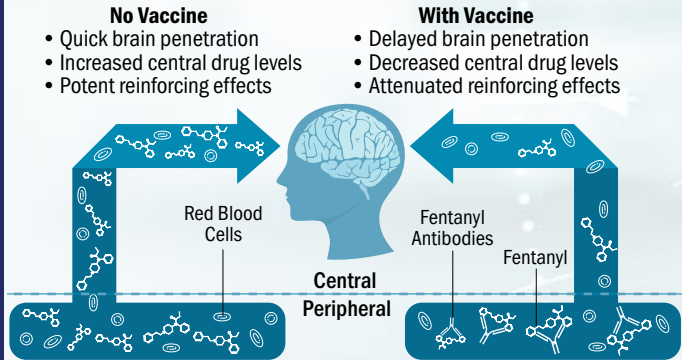 No Vaccine
• Quick brain penetration
• Increased central drug levels
• Potent reinforcing effects
With Vaccine
• Delayed brain penetration
• Decreased central drug levels
• Attenuated reinforcing effects
Red Blood
Cells
Fentanyl
Antibodies
Fentanyl
Central
Peripheral